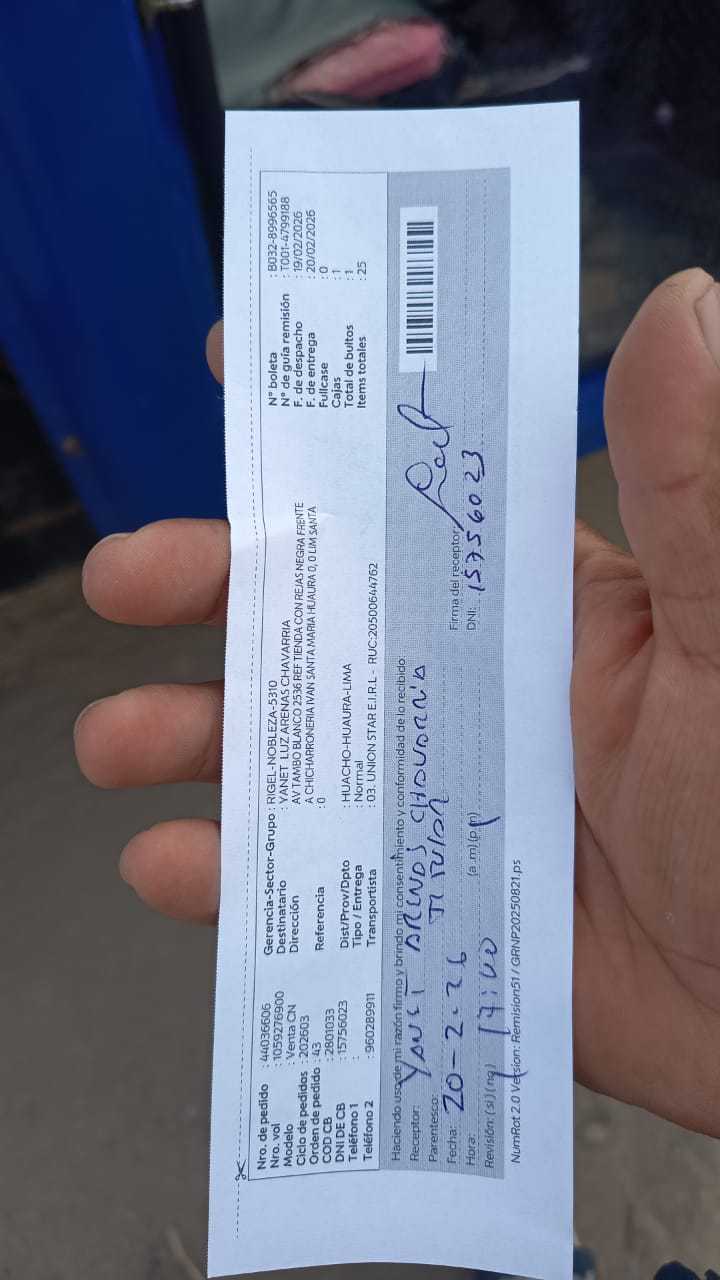 Nro. de pedido : 44036606
Nro. vol : 1059276900
Modelo : Venta CN
Ciclo de pedidos : 202603
Orden de pedido : 43
COD CB : 2801033
DNI DE CB : 15756023
Teléfono 1 :
Teléfono 2 : 960289911
Gerencia-Sector-Grupo : RIGEL-NOBLEZA-5310
Destinatario : YANET LUZ ARENAS CHAVARRIA
Dirección : AV TAMBO BLANCO 2536 REF TIENDA CON REJAS NEGRA FRENTE
A CHICHARRONERIA IVAN SANTA MARIA HUAURA 0, 0 LIM SANTA
Referencia : 0
Dist/Prov/Dpto : HUACHO-HUAURA-LIMA
Tipo / Entrega : Normal
Transportista : 03. UNION STAR E.I.R.L - RUC:20500644762
N° boleta : B032-8996565
N° de guía remisión : T001-4799188
F. de despacho : 19/02/2026
F. de entrega : 20/02/2026
Fullcase : 0
Cajas : 1
Total de bultos : 1
Items totales : 25
Haciendo uso de mi razón firmo y brindo mi consentimiento y conformidad de lo recibido:
Receptor: ARENAS
Parentesco: TITULAR
Fecha: 20-2-26
Hora: 17:00 (a.m)(p.m)
Revisión: (si)(no)
Firma del receptor:
DNI: 15756023
NumRot 2.0 Version: Remision51 / GRNP20250821.ps